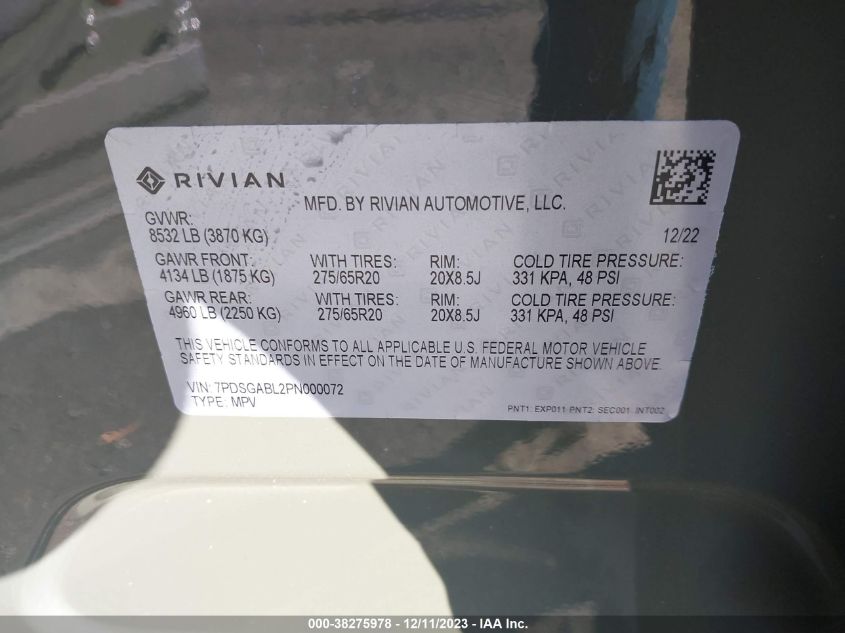 RIVIAN
MFD. BY RIVIAN AUTOMOTIVE, LLC.
GVWR:
8532 LB (3870 KG) 12/22
GAWR FRONT: WITH TIRES: RIM: COLD TIRE PRESSURE:
4134 LB (1875 KG) 275/65R20 20X8.5J 331 KPA, 48 PSI
GAWR REAR: WITH TIRES: RIM: COLD TIRE PRESSURE:
4960 LB (2250 KG) 275/65R20 20X8.5J 331 KPA, 48 PSI
THIS VEHICLE CONFORMS TO ALL APPLICABLE U.S. FEDERAL MOTOR VEHICLE
SAFETY STANDARDS IN EFFECT ON THE DATE OF MANUFACTURE SHOWN ABOVE.
VIN: 7PDSGABL2PN000072
TYPE: MPV
PNT1: EXP011 PNT2: SEC001 INT002
000-38275978 - 12/11/2023 - IAA Inc.